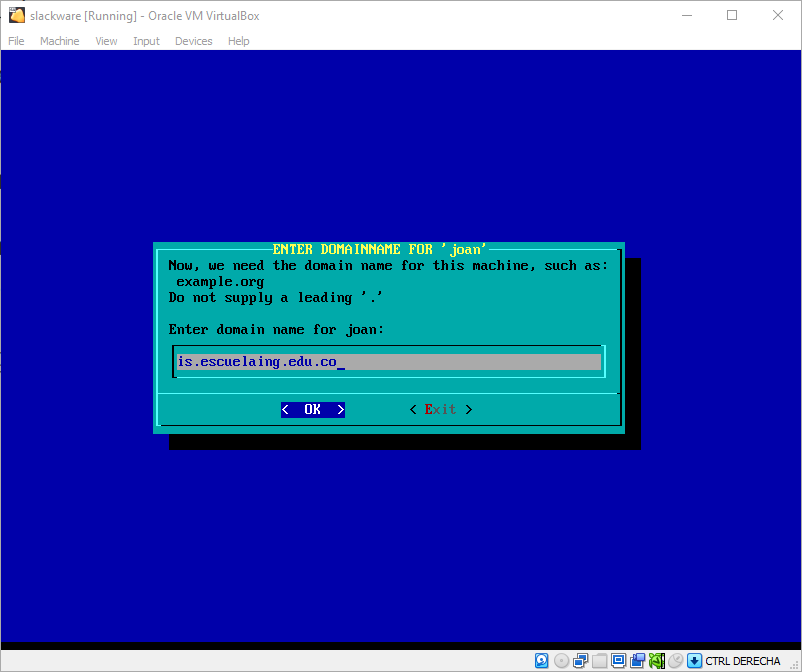 slackware [Running] - Oracle VM VirtualBox
File Machine View Input Devices Help
ENTER DOMAINNAME FOR 'joan'
Now, we need the domain name for this machine, such as:
example.org
Do not supply a leading '.'
Enter domain name for joan:
is.escuelaing.edu.co_
< OK > < Exit >
CTRL DERECHA